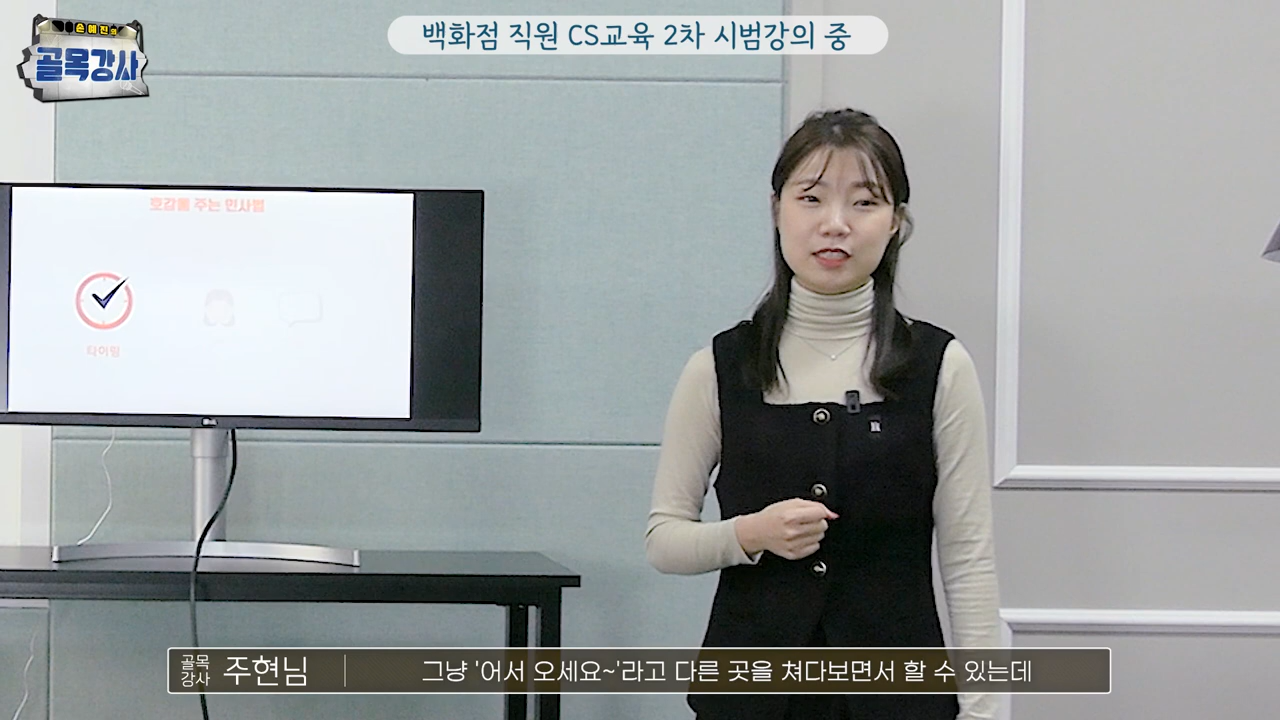 손예진의
골목강사
백화점 직원 CS교육 2차 시범강의 중
호감을 주는 인사법
타이밍
LG
골목
강사
주현님
그냥 '어서 오세요~'라고 다른 곳을 쳐다보면서 할 수 있는데